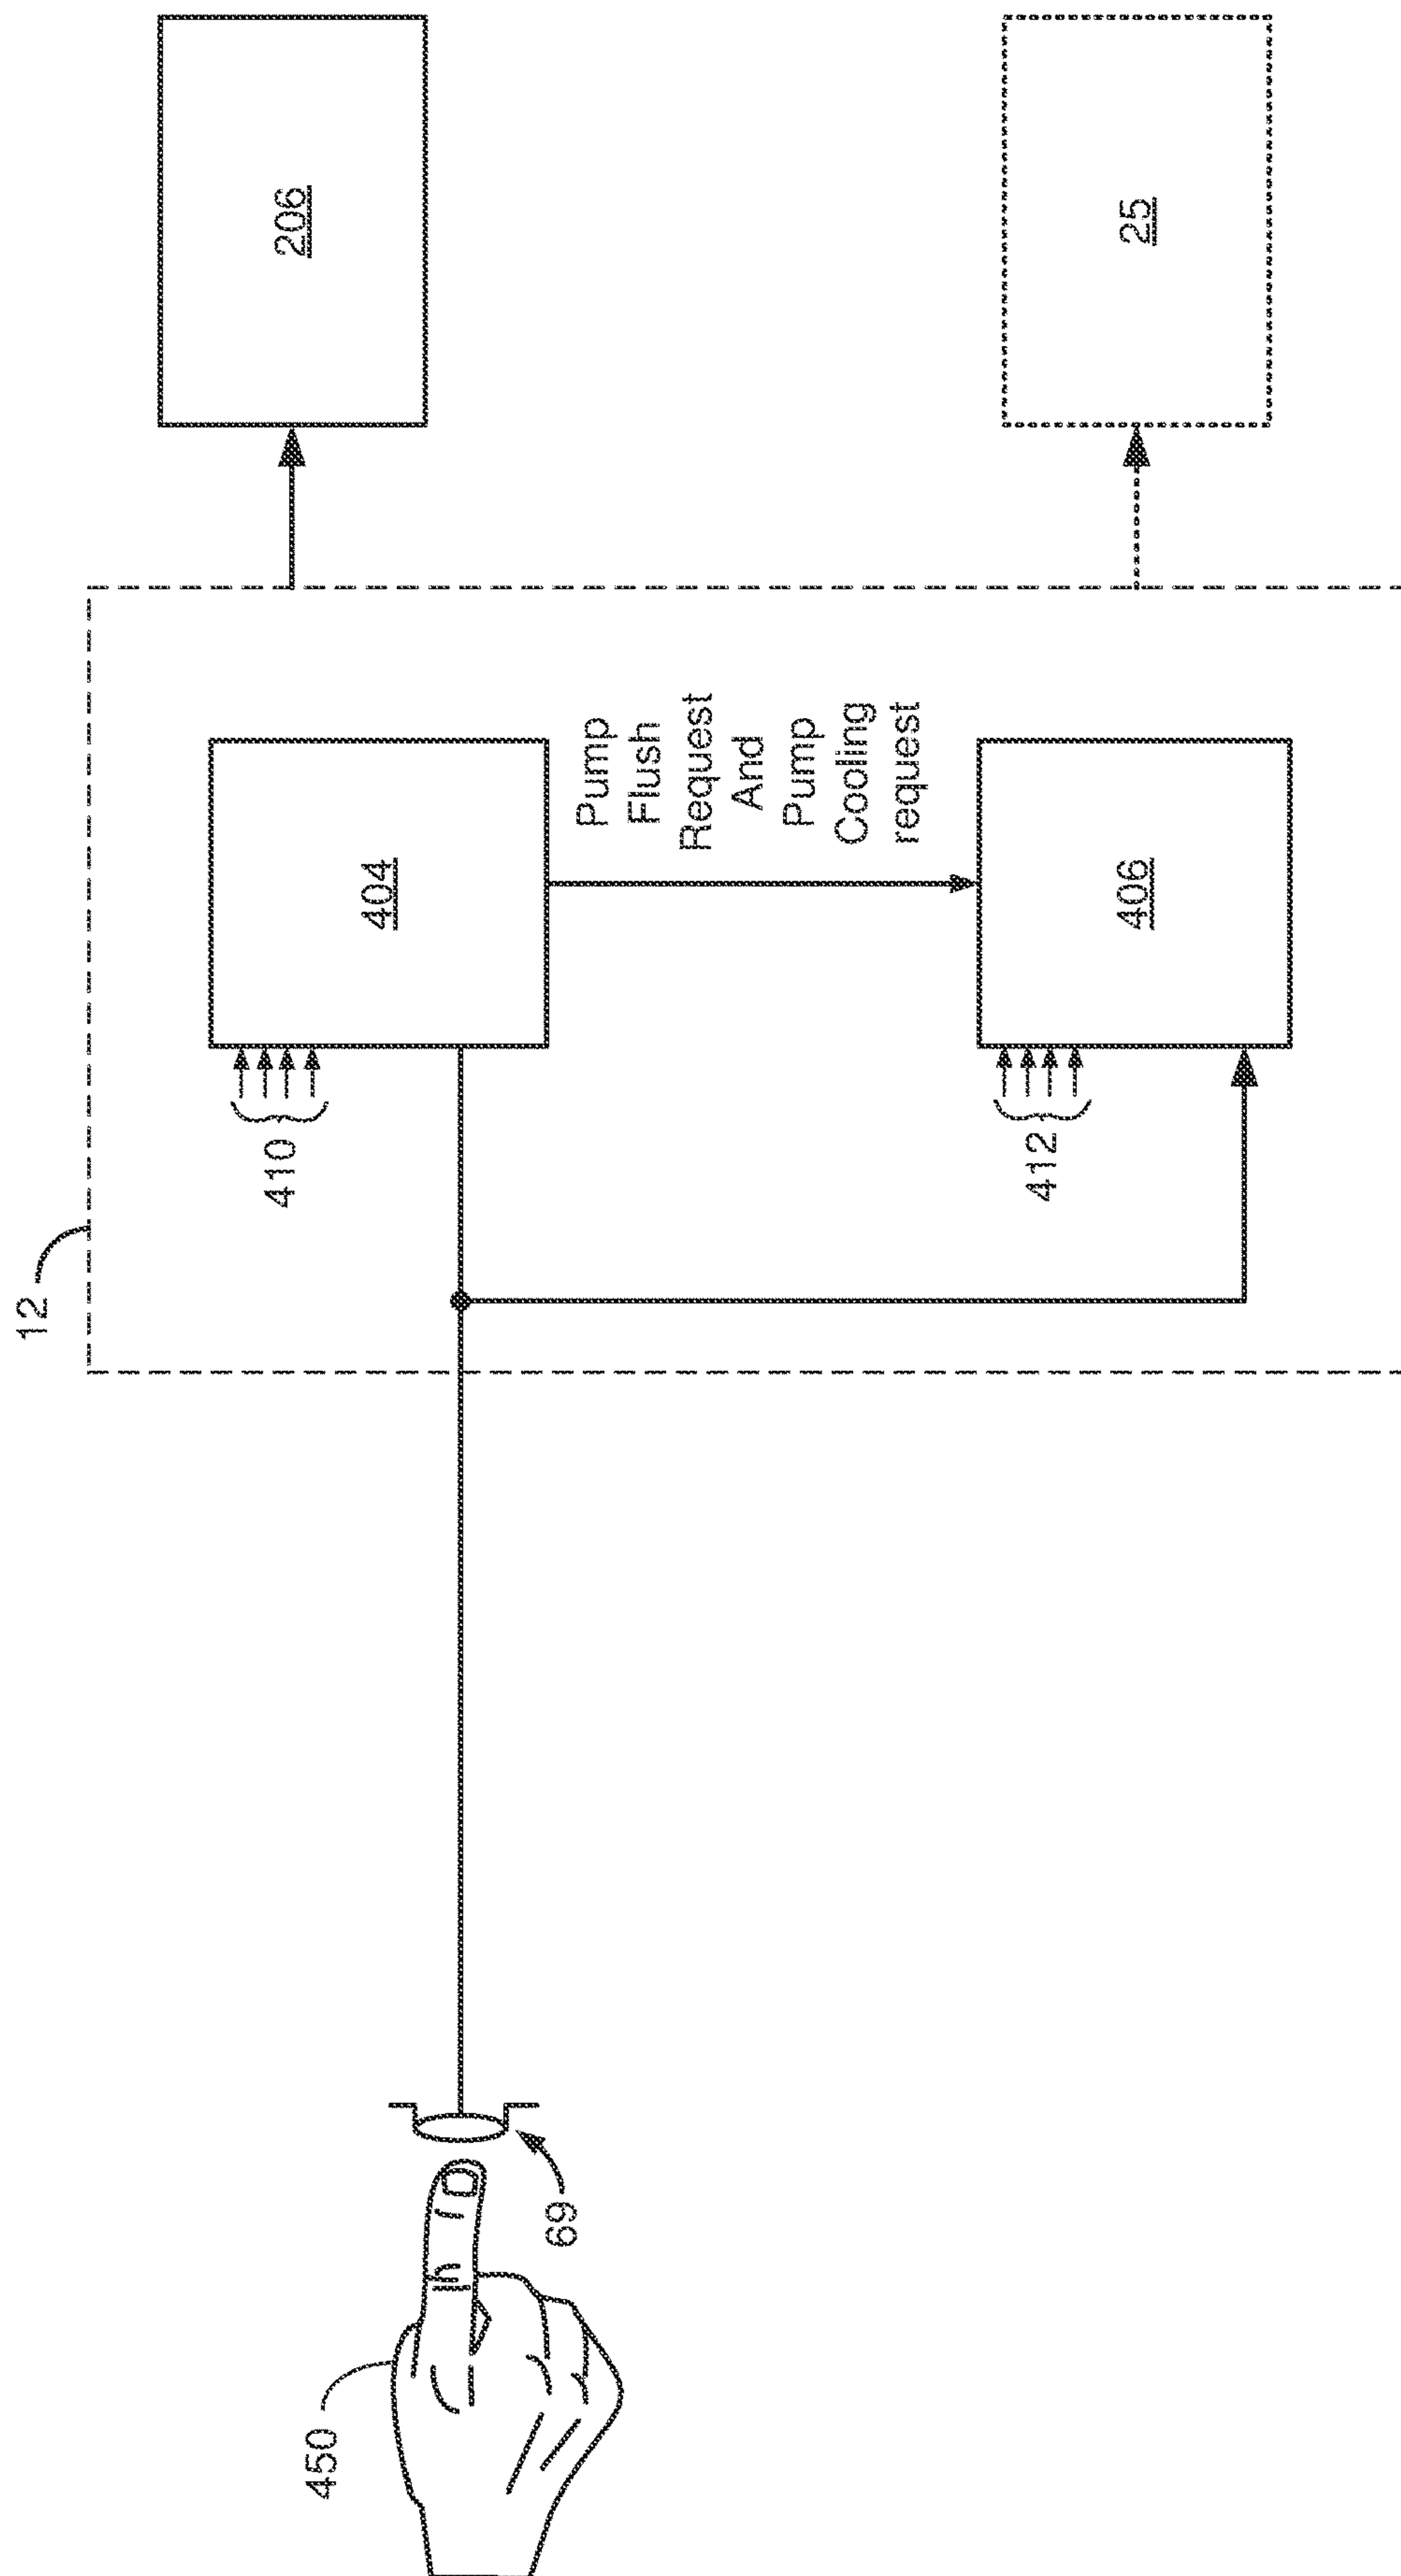 12
450
410
206
404
69
Pump
Flush
Request
And
Pump
Cooling
request
412
406
25